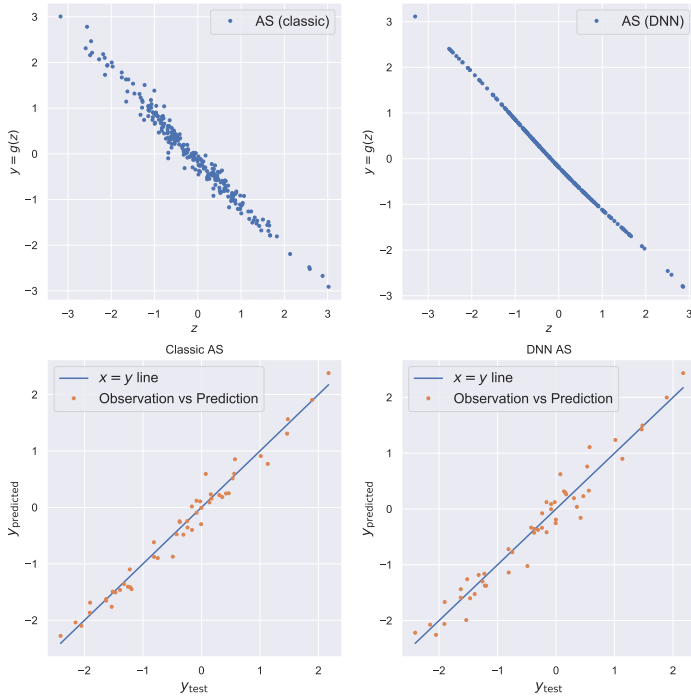 3
2
1
0
−1
−2
−3
y = g(z)
−3 −2 −1 0 1 2 3
z
AS (classic)
3
2
1
0
−1
−2
−3
y = g(z)
−3 −2 −1 0 1 2 3
z
AS (DNN)
Classic AS
x = y line
Observation vs Prediction
2
1
0
−1
−2
y_predicted
−2 −1 0 1 2
y_test
DNN AS
x = y line
Observation vs Prediction
2
1
0
−1
−2
y_predicted
−2 −1 0 1 2
y_test